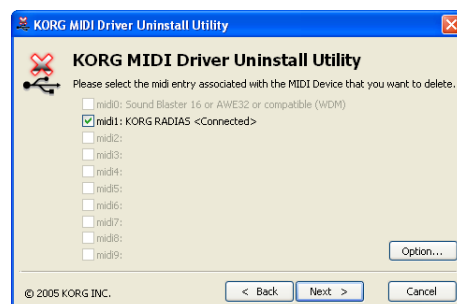 KORG MIDI Driver Uninstall Utility
KORG MIDI Driver Uninstall Utility
Please select the midi entry associated with the MIDI Device that you want to delete.
midi0: Sound Blaster 16 or AWE32 or compatible (WDM)
midi1: KORG RADIAS <Connected>
midi2:
midi3:
midi4:
midi5:
midi6:
midi7:
midi8:
midi9:
Option...
© 2005 KORG INC.
< Back
Next >
Cancel